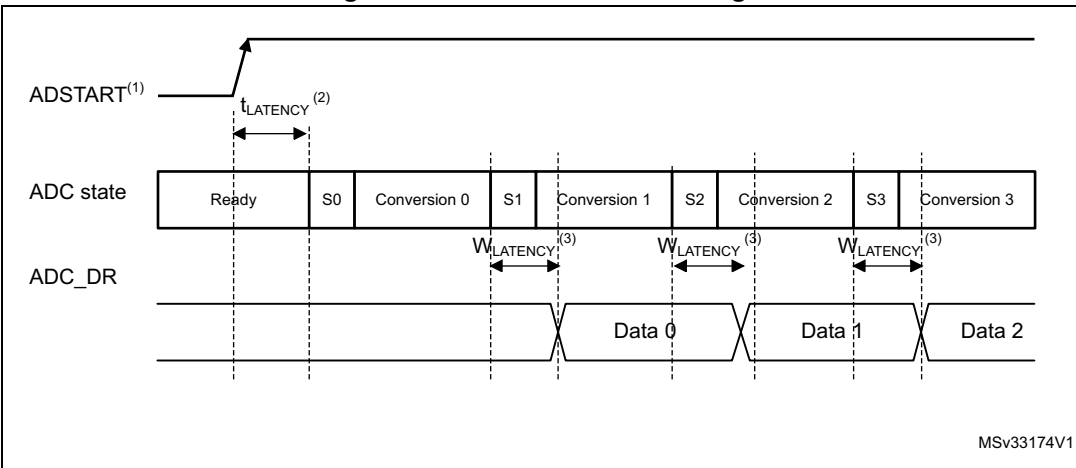 ADSTART(1)
tLATENCY (2)
ADC state
Ready S0 Conversion 0 S1 Conversion 1 S2 Conversion 2 S3 Conversion 3
WLATENCY(3) WLATENCY(3) WLATENCY(3)
ADC_DR
Data 0 Data 1 Data 2
MSv33174V1